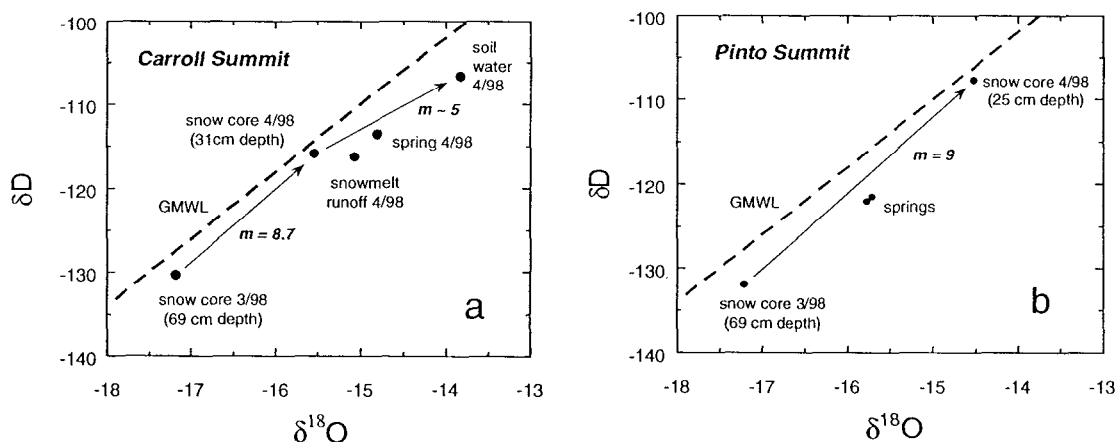 -100
-110
-120
-130
-140
δD
Carroll Summit
soil
water
4/98
m ~ 5
snow core 4/98
(31cm depth)
spring 4/98
snowmelt
runoff 4/98
GMWL
m = 8.7
snow core 3/98
(69 cm depth)
a
-18 -17 -16 -15 -14 -13
δ18O
-100
-110
-120
-130
-140
δD
Pinto Summit
snow core 4/98
(25 cm depth)
m = 9
GMWL
springs
snow core 3/98
(69 cm depth)
b
-18 -17 -16 -15 -14 -13
δ18O